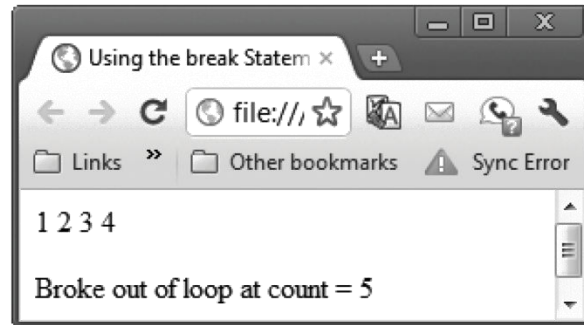 Using the break Statem
file:///
Links
Other bookmarks
Sync Error
1 2 3 4
Broke out of loop at count = 5